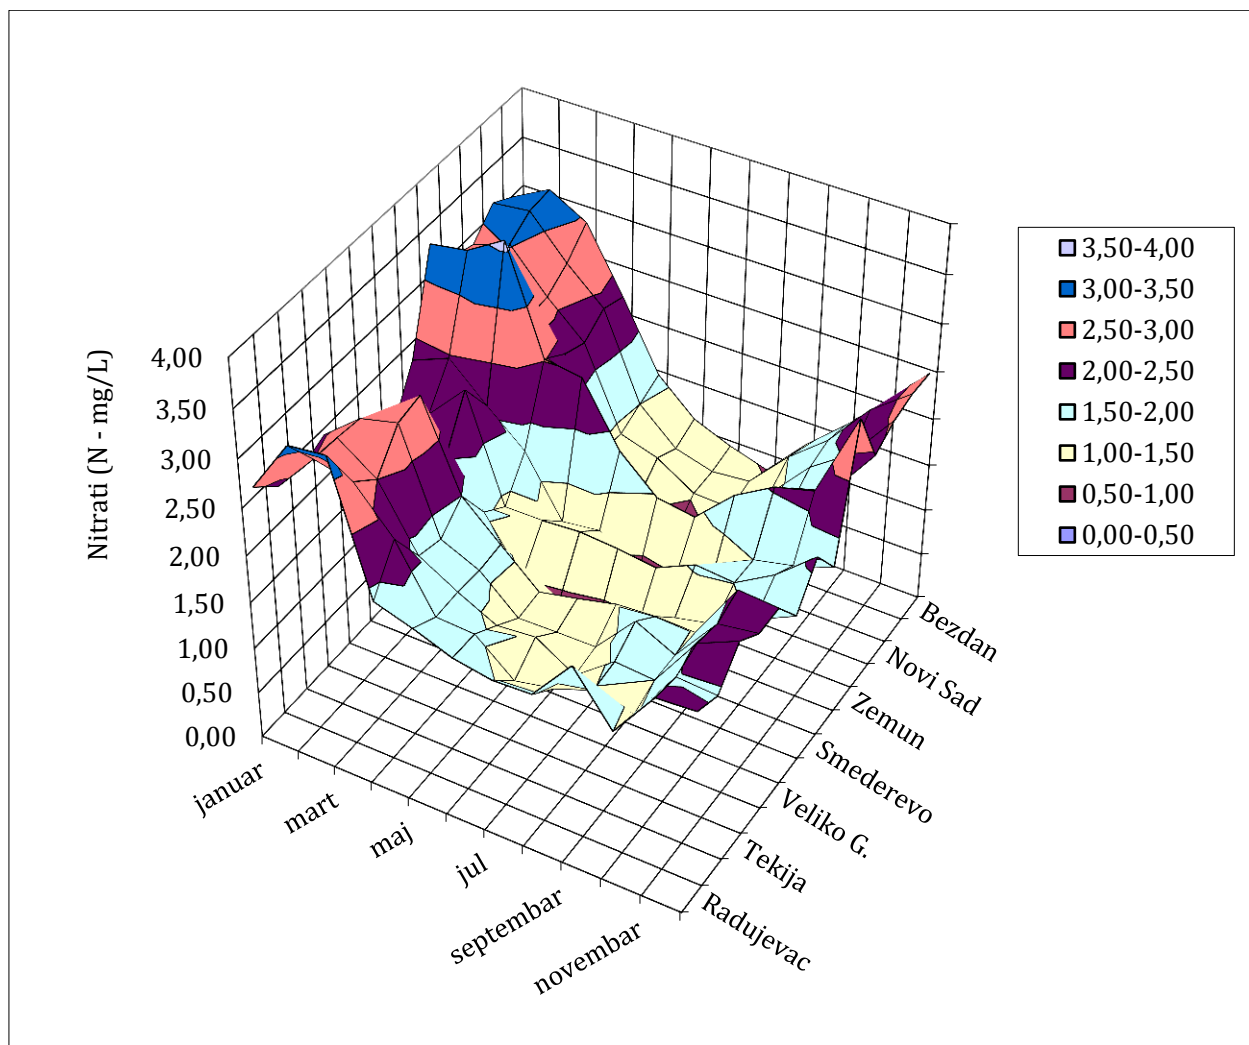 Nitrati (N - mg/L)
4,00
3,50
3,00
2,50
2,00
1,50
1,00
0,50
0,00
januar
mart
maj
jul
septembar
novembar
Bezdan
Novi Sad
Zemun
Smederevo
Veliko G.
Tekija
Radujevac
3,50-4,00
3,00-3,50
2,50-3,00
2,00-2,50
1,50-2,00
1,00-1,50
0,50-1,00
0,00-0,50